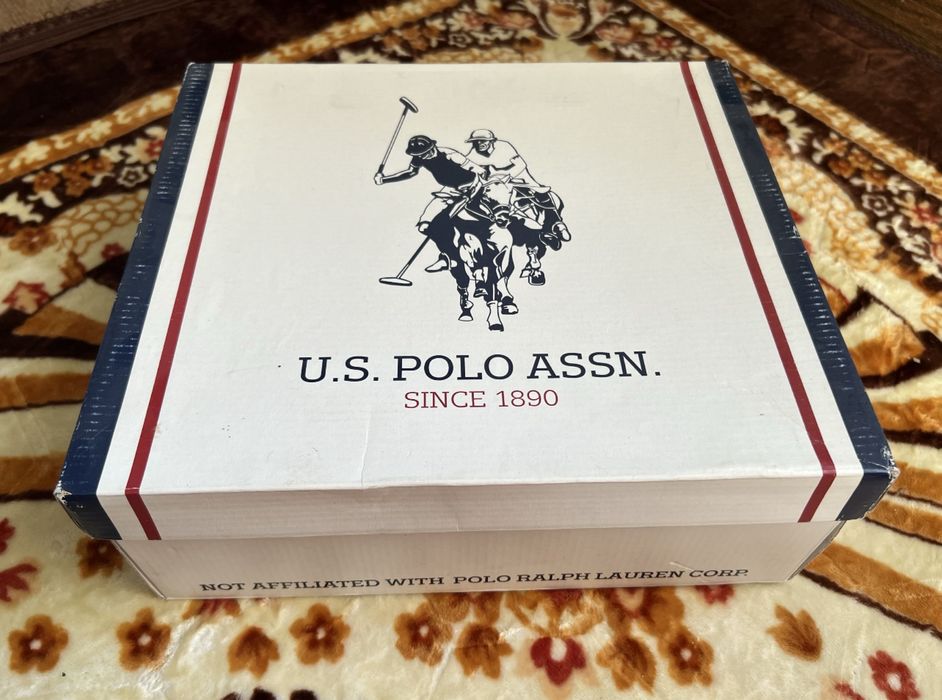 U.S. POLO ASSN.
SINCE 1890
NOT AFFILIATED WITH POLO RALPH LAUREN CORP.